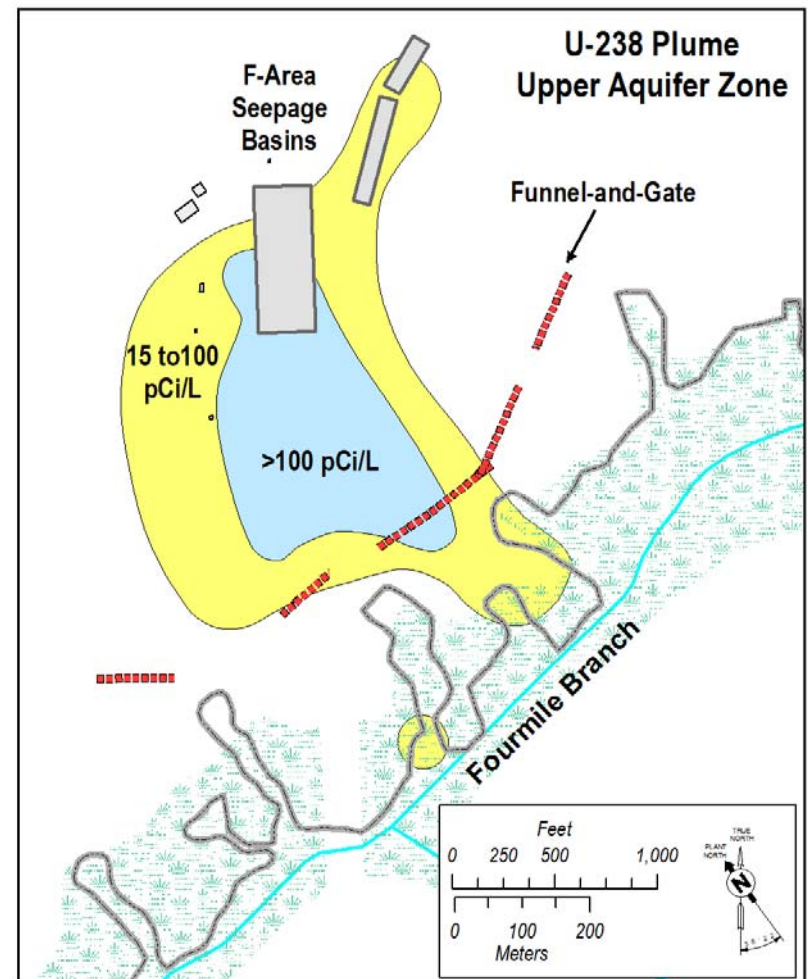 U-238 Plume
Upper Aquifer Zone
F-Area
Seepage
Basins
Funnel-and-Gate
15 to100
pCi/L
>100 pCi/L
Fourmile Branch
Feet
0 250 500 1,000
0 100 200
Meters
TRUE
NORTH
PLANT
NORTH
N